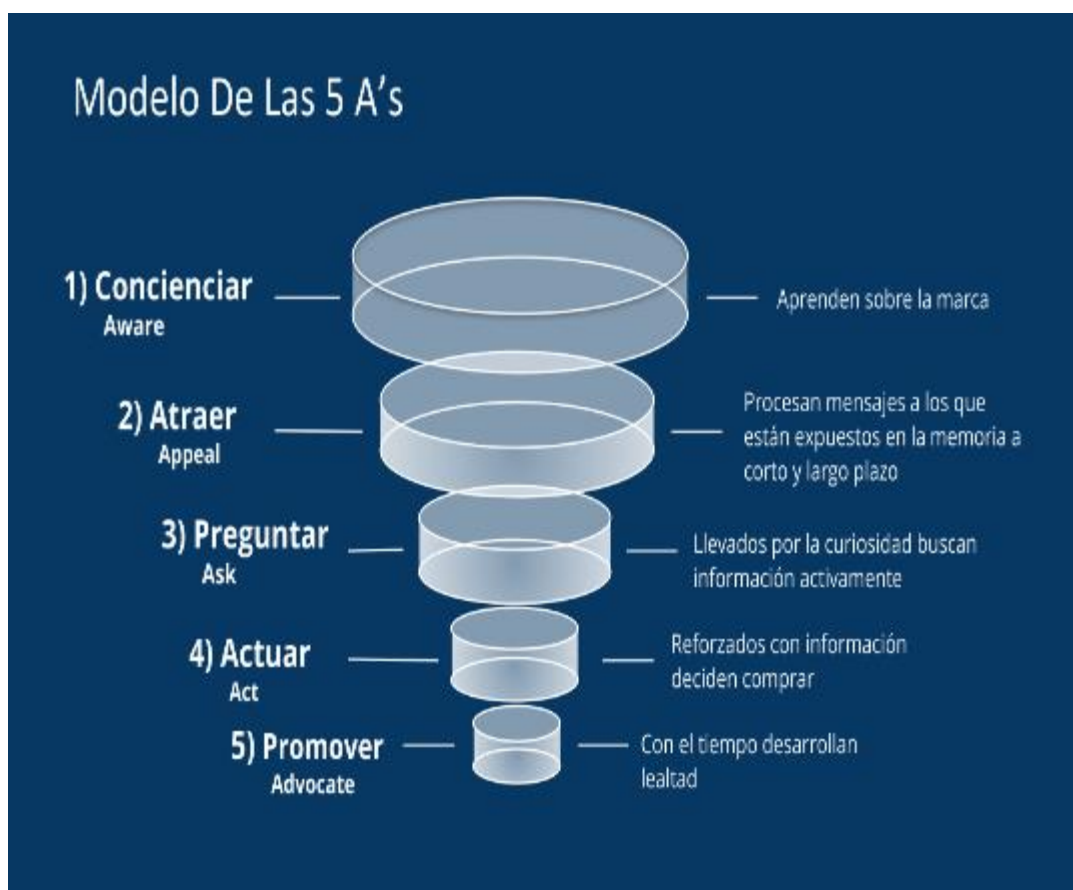 Modelo De Las 5 A's
1) Concienciar
Aware
Aprenden sobre la marca
2) Atraer
Appeal
Procesan mensajes a los que
están expuestos en la memoria a
corto y largo plazo
3) Preguntar
Ask
Llevados por la curiosidad buscan
información activamente
4) Actuar
Act
Reforzados con información
deciden comprar
5) Promover
Advocate
Con el tiempo desarrollan
lealtad